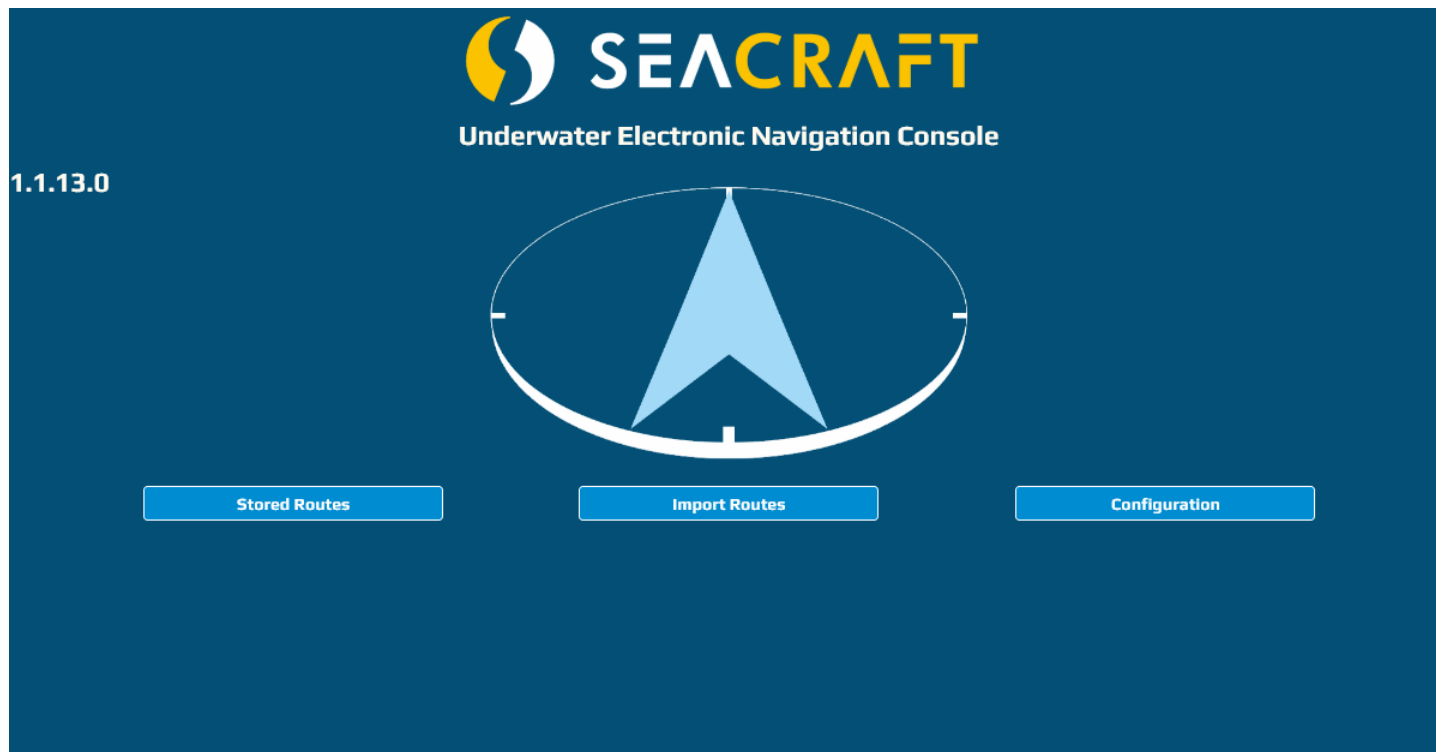 SEACRAFT
Underwater Electronic Navigation Console
1.1.13.0
Stored Routes
Import Routes
Configuration